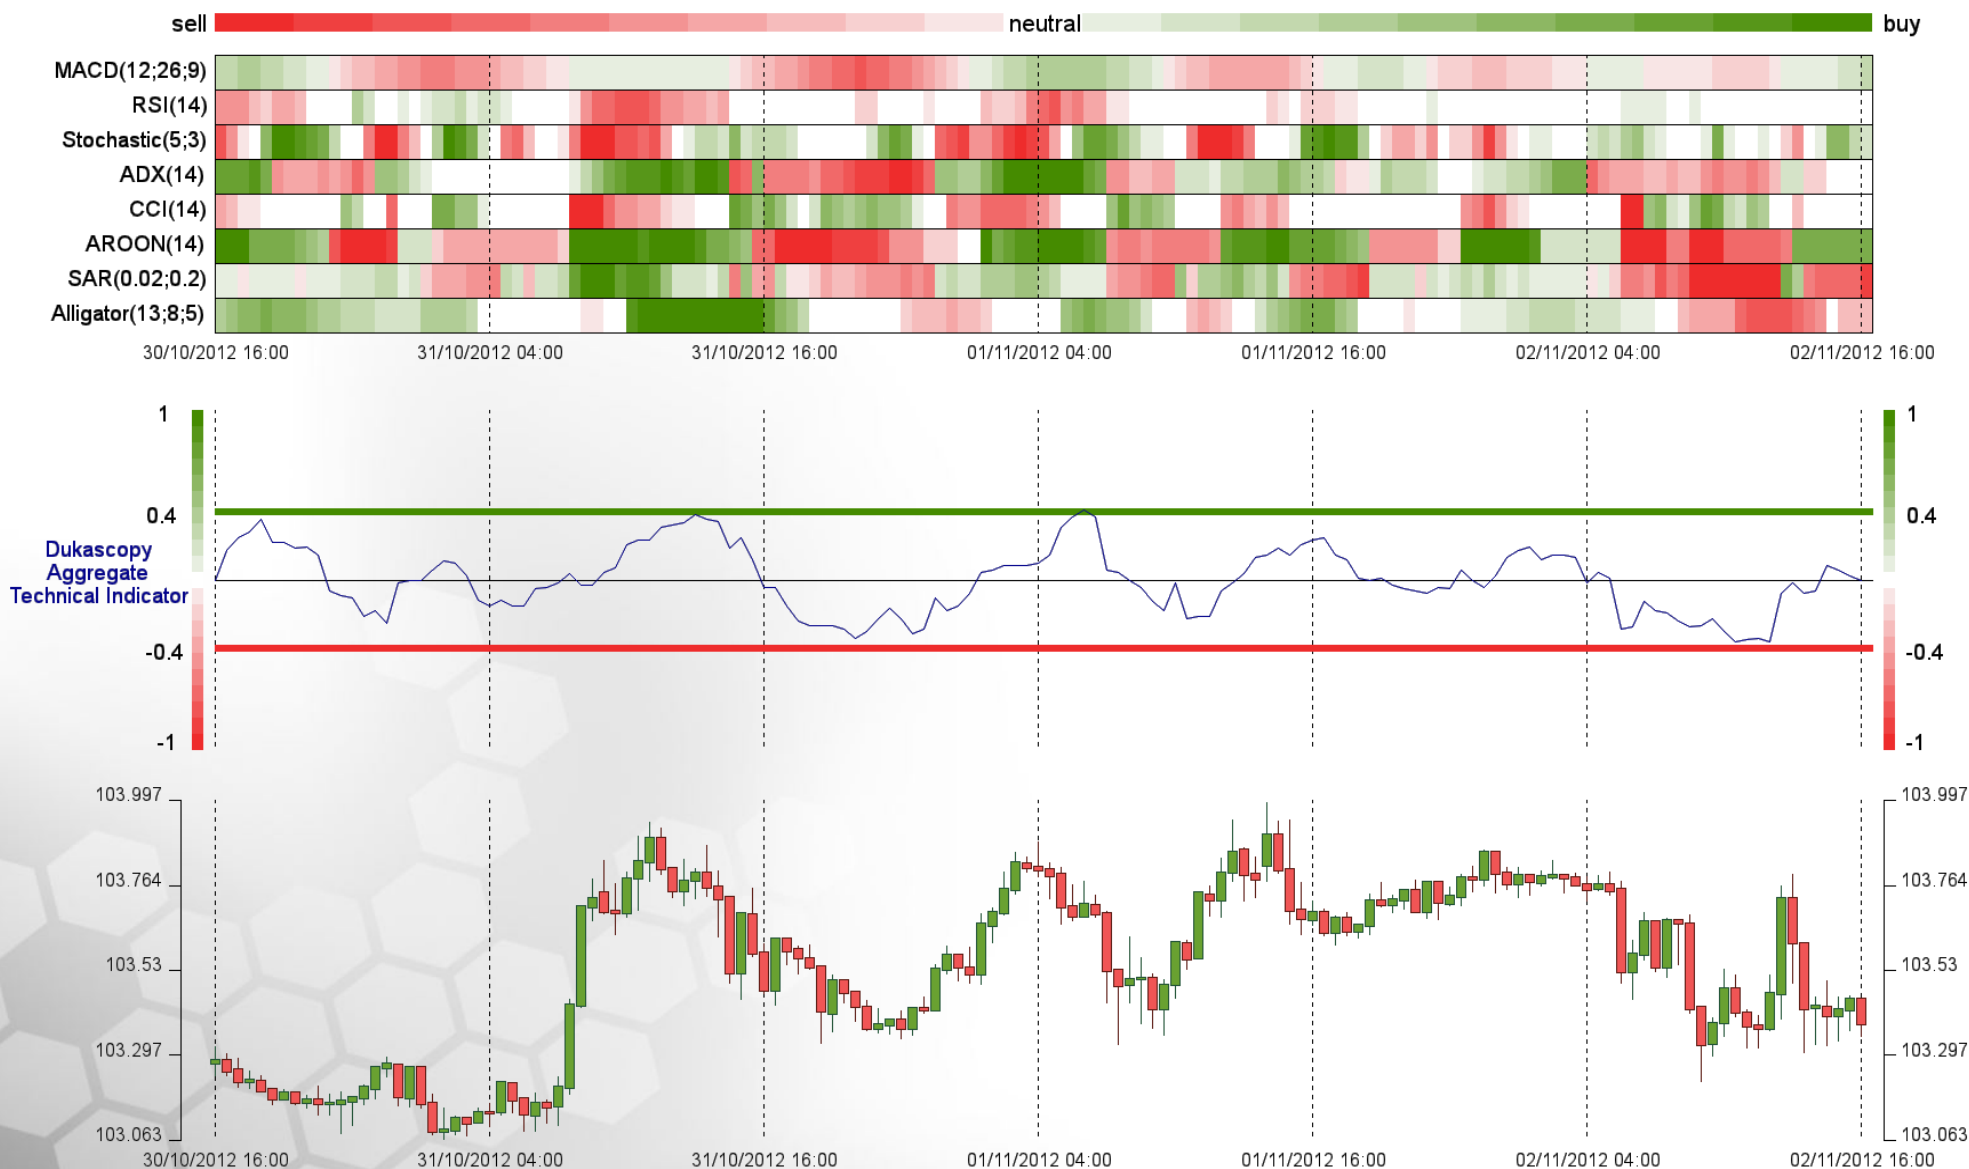 sell neutral buy
MACD(12;26;9)
RSI(14)
Stochastic(5;3)
ADX(14)
CCI(14)
AROON(14)
SAR(0.02;0.2)
Alligator(13;8;5)
30/10/2012 16:00 31/10/2012 04:00 31/10/2012 16:00 01/11/2012 04:00 01/11/2012 16:00 02/11/2012 04:00 02/11/2012 16:00
1 1
0.4 0.4
Dukascopy
Aggregate
Technical Indicator
-0.4 -0.4
-1 -1
103.997 103.997
103.764 103.764
103.53 103.53
103.297 103.297
103.063 103.063
30/10/2012 16:00 31/10/2012 04:00 31/10/2012 16:00 01/11/2012 04:00 01/11/2012 16:00 02/11/2012 04:00 02/11/2012 16:00